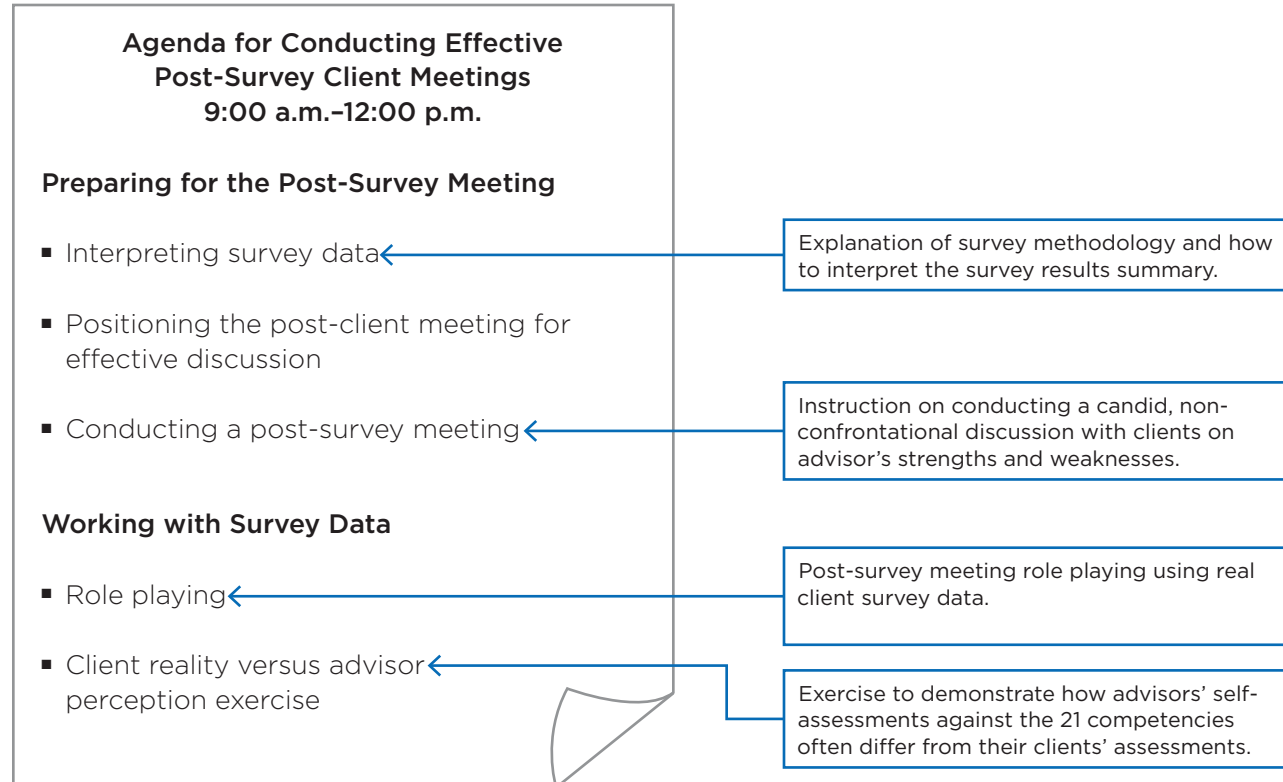 Agenda for Conducting Effective
Post-Survey Client Meetings
9:00 a.m.–12:00 p.m.
Preparing for the Post-Survey Meeting
▪ Interpreting survey data
Explanation of survey methodology and how
to interpret the survey results summary.
▪ Positioning the post-client meeting for
effective discussion
▪ Conducting a post-survey meeting
Instruction on conducting a candid, non-
confrontational discussion with clients on
advisor’s strengths and weaknesses.
Working with Survey Data
▪ Role playing
Post-survey meeting role playing using real
client survey data.
▪ Client reality versus advisor
perception exercise
Exercise to demonstrate how advisors’ self-
assessments against the 21 competencies
often differ from their clients’ assessments.